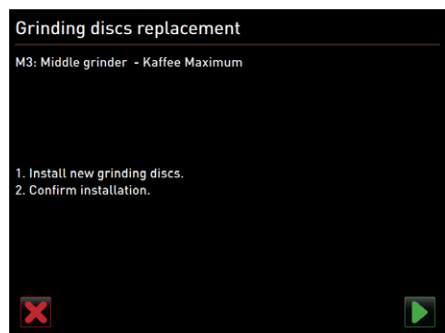 Grinding discs replacement
M3: Middle grinder - Kaffee Maximum
1. Install new grinding discs.
2. Confirm installation.